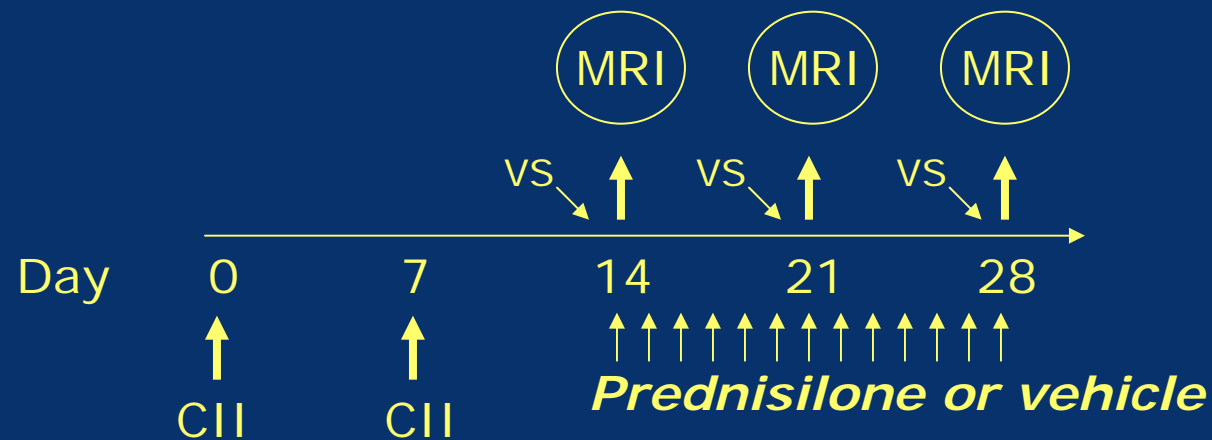 MRI MRI MRI
VS VS VS
Day 0 7 14 21 28
Prednisilone or vehicle
CII CII